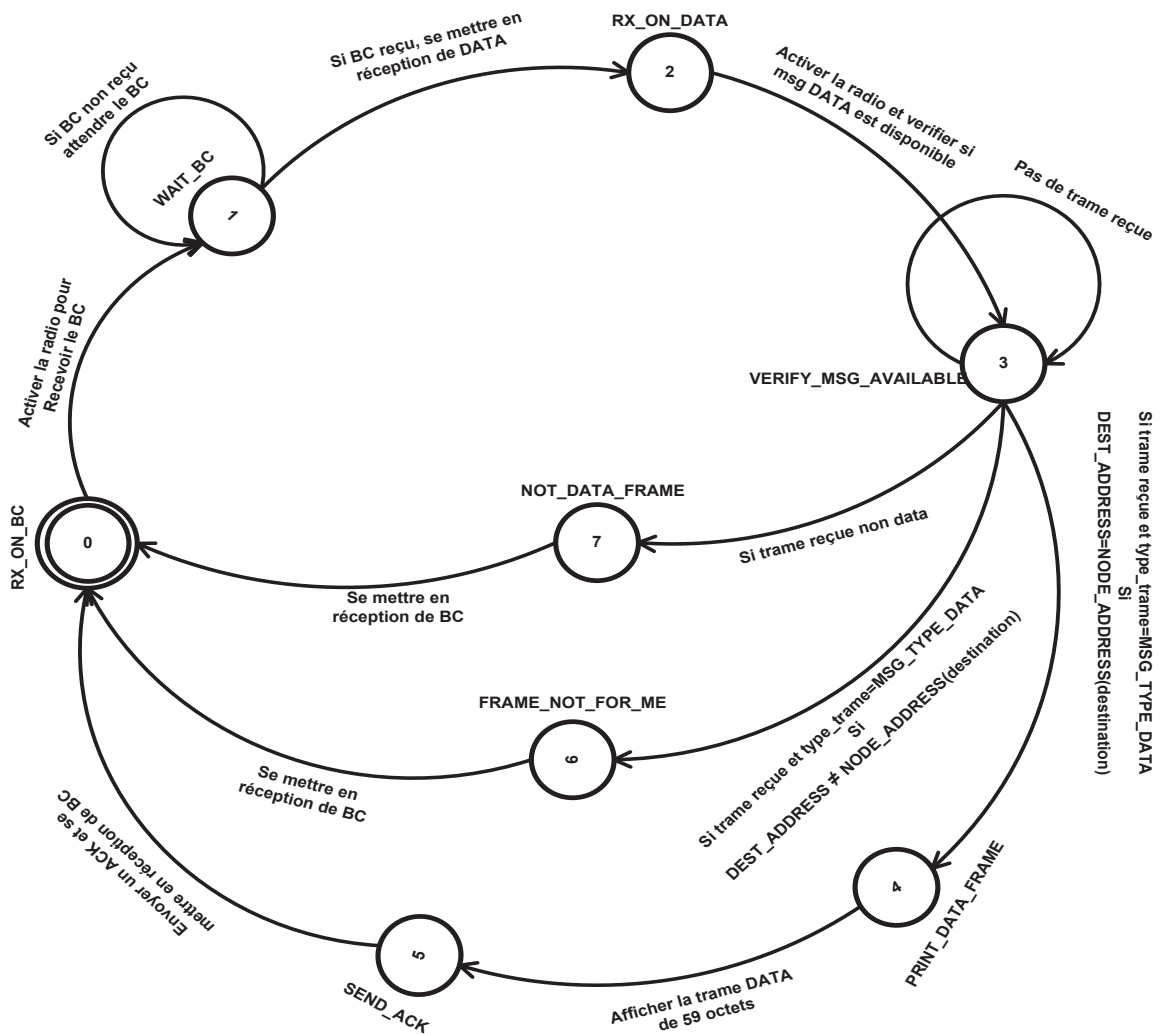 RX_ON_DATA
2
Si BC reçu, se mettre en
réception de DATA
Activer la radio et verifier si
msg DATA est disponible
Si BC non reçu
attendre le BC
WAIT_BC
1
Pas de trame reçue
3
VERIFY_MSG_AVAILABLE
Activer la radio pour
Recevoir le BC
Si trame reçue et type_trame=MSG_TYPE_DATA
Si
DEST_ADDRESS=NODE_ADDRESS(destination)
NOT_DATA_FRAME
7
Si trame reçue non data
RX_ON_BC
0
Se mettre en
réception de BC
FRAME_NOT_FOR_ME
6
Si trame reçue et type_trame=MSG_TYPE_DATA
Si
DEST_ADDRESS ≠ NODE_ADDRESS(destination)
Se mettre en
réception de BC
Envoyer un ACK et se
mettre en réception de BC
4
PRINT_DATA_FRAME
5
SEND_ACK
Afficher la trame DATA
de 59 octets